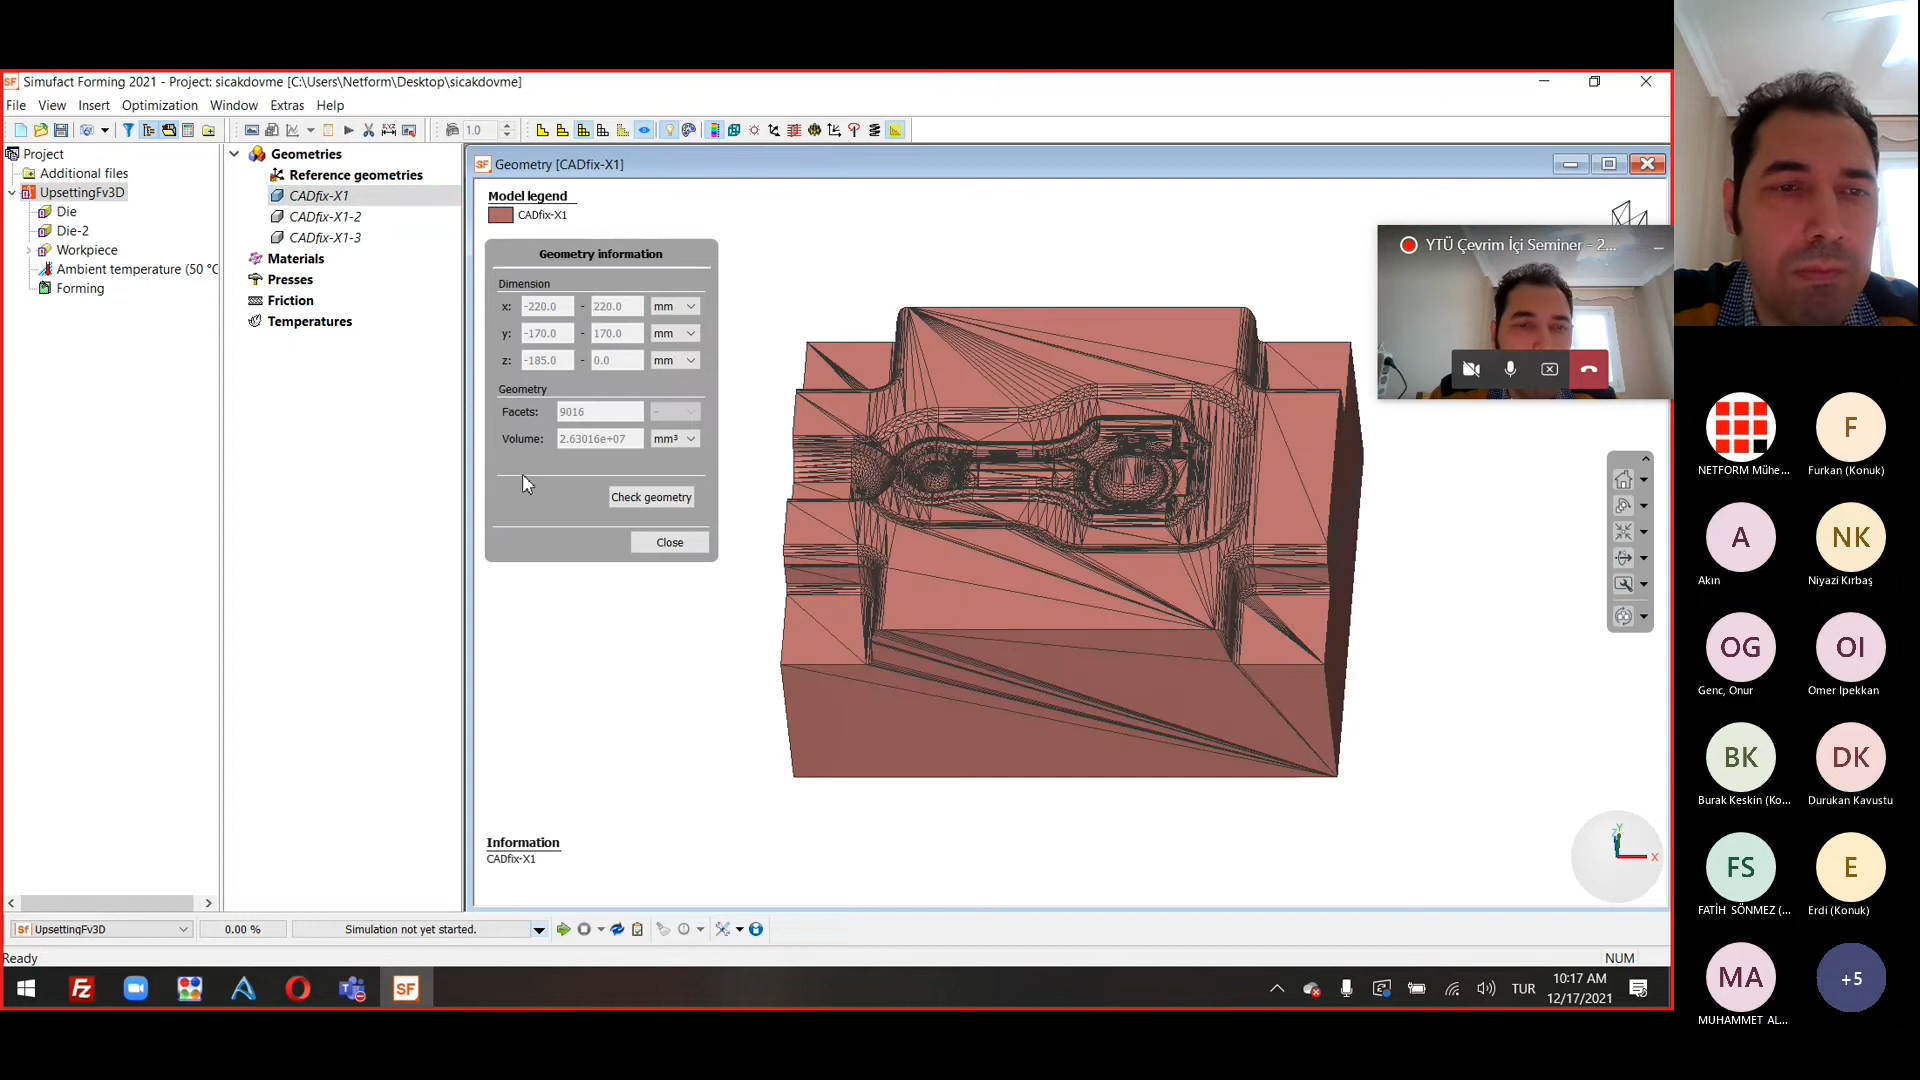 Simufact Forming 2021 - Project: sicakdovme [C:\Users\Netform\Desktop\sicakdovme]
File View Insert Optimization Window Extras Help
1.0
Project
Additional files
UpsettingFv3D
Die
Die-2
Workpiece
Ambient temperature (50 °C
Forming
Geometries
Reference geometries
CADfix-X1
CADfix-X1-2
CADfix-X1-3
Materials
Presses
Friction
Temperatures
Geometry [CADfix-X1]
Model legend
CADfix-X1
Geometry information
Dimension
x: -220.0 - 220.0 mm
y: -170.0 - 170.0 mm
z: -185.0 - 0.0 mm
Geometry
Facets: 9016 -
Volume: 2.63016e+07 mm³
Check geometry
Close
Information
CADfix-X1
Y
Z
X
YTÜ Çevrim İçi Seminer - 2...
UpsettingFv3D 0.00 % Simulation not yet started.
Ready NUM
TUR
10:17 AM
12/17/2021
NETFORM Mühe...
F
Furkan (Konuk)
A
Akın
NK
Niyazi Kırbaş
OG
Genc, Onur
OI
Omer Ipekkan
BK
Burak Keskin (Ko...
DK
Durukan Kavustu
FS
FATİH SÖNMEZ (...
E
Erdi (Konuk)
MA
MUHAMMET AL...
+5